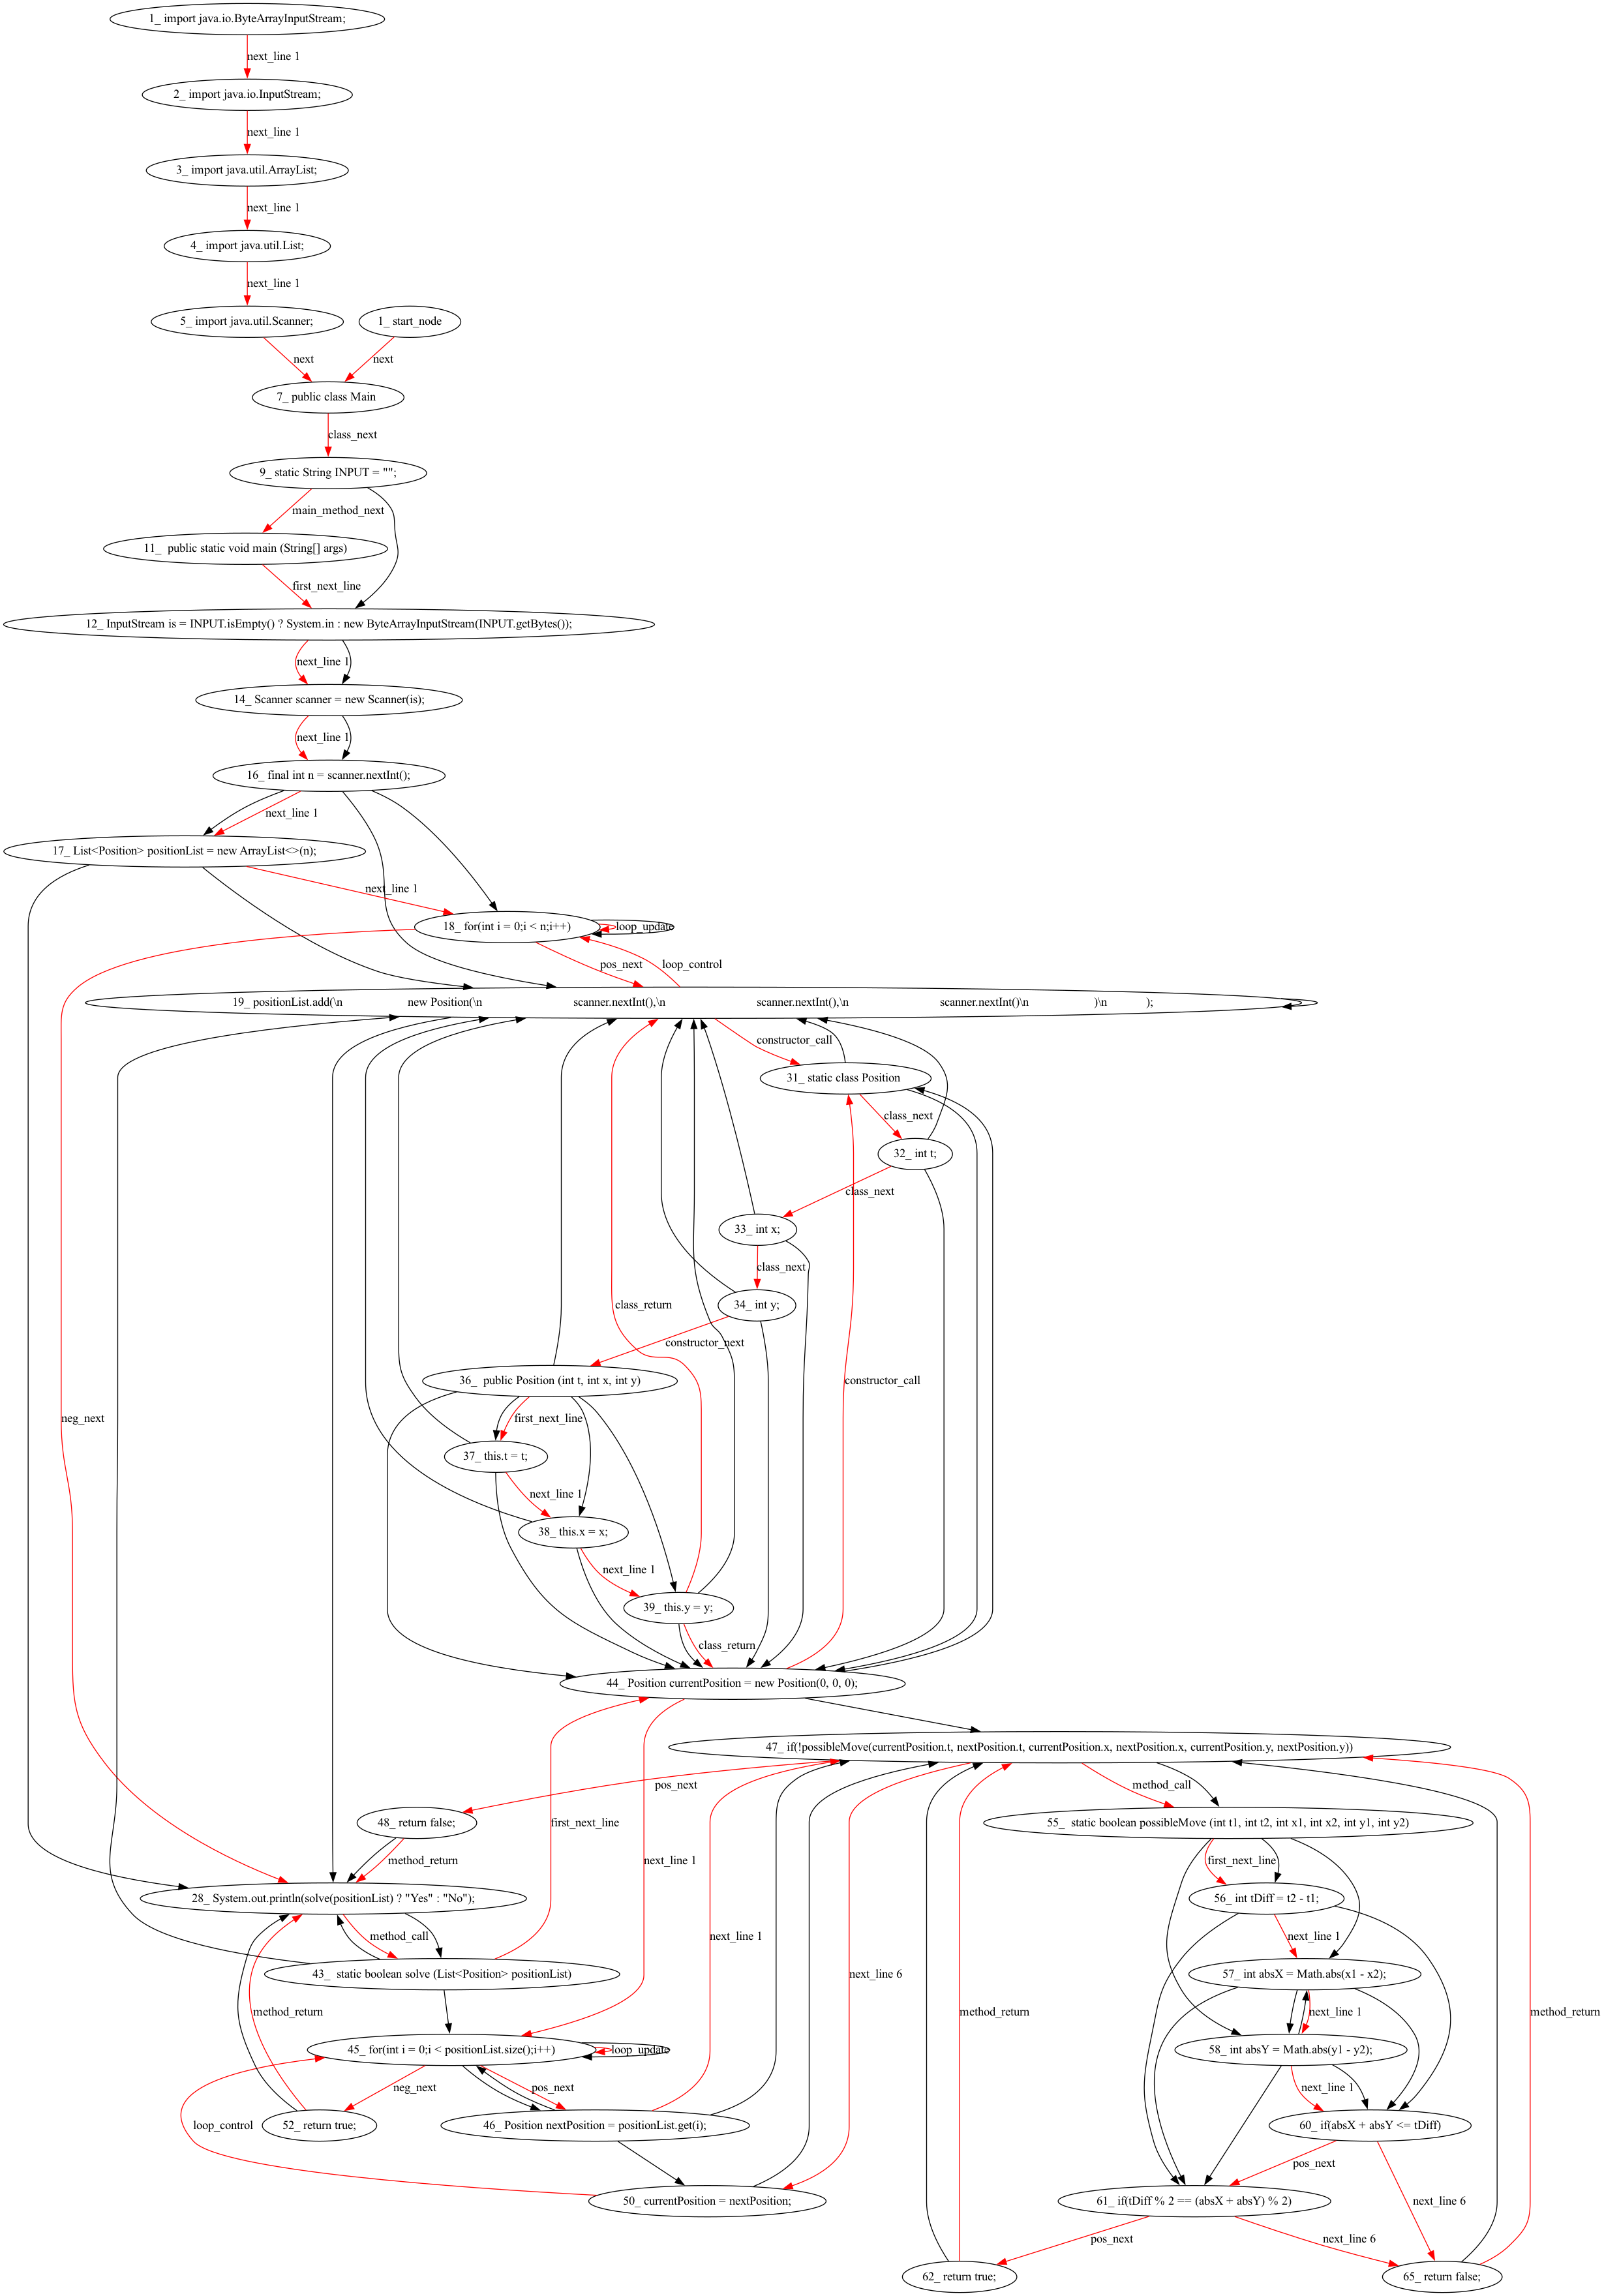 1_ import java.io.ByteArrayInputStream;
next_line 1
2_ import java.io.InputStream;
next_line 1
3_ import java.util.ArrayList;
next_line 1
4_ import java.util.List;
next_line 1
5_ import java.util.Scanner;
1_ start_node
next
next
7_ public class Main
class_next
9_ static String INPUT = "";
main_method_next
11_ public static void main (String[] args)
first_next_line
12_ InputStream is = INPUT.isEmpty() ? System.in : new ByteArrayInputStream(INPUT.getBytes());
next_line 1
14_ Scanner scanner = new Scanner(is);
next_line 1
16_ final int n = scanner.nextInt();
next_line 1
17_ List<Position> positionList = new ArrayList<>(n);
next_line 1
18_ for(int i = 0;i < n;i++)
loop_update
pos_next
loop_control
19_ positionList.add(\n new Position(\n scanner.nextInt(),\n scanner.nextInt(),\n scanner.nextInt()\n )\n );
constructor_call
31_ static class Position
class_next
32_ int t;
class_next
33_ int x;
class_next
34_ int y;
class_return
constructor_next
36_ public Position (int t, int x, int y)
constructor_call
neg_next
first_next_line
37_ this.t = t;
next_line 1
38_ this.x = x;
next_line 1
39_ this.y = y;
class_return
44_ Position currentPosition = new Position(0, 0, 0);
47_ if(!possibleMove(currentPosition.t, nextPosition.t, currentPosition.x, nextPosition.x, currentPosition.y, nextPosition.y))
pos_next
method_call
48_ return false;
first_next_line
55_ static boolean possibleMove (int t1, int t2, int x1, int x2, int y1, int y2)
method_return
next_line 1
first_next_line
28_ System.out.println(solve(positionList) ? "Yes" : "No");
56_ int tDiff = t2 - t1;
method_call
next_line 1
next_line 1
43_ static boolean solve (List<Position> positionList)
next_line 6
57_ int absX = Math.abs(x1 - x2);
method_return
method_return
next_line 1
method_return
45_ for(int i = 0;i < positionList.size();i++)
loop_update
58_ int absY = Math.abs(y1 - y2);
neg_next
pos_next
next_line 1
loop_control
52_ return true;
46_ Position nextPosition = positionList.get(i);
60_ if(absX + absY <= tDiff)
pos_next
50_ currentPosition = nextPosition;
61_ if(tDiff % 2 == (absX + absY) % 2)
next_line 6
pos_next
next_line 6
62_ return true;
65_ return false;